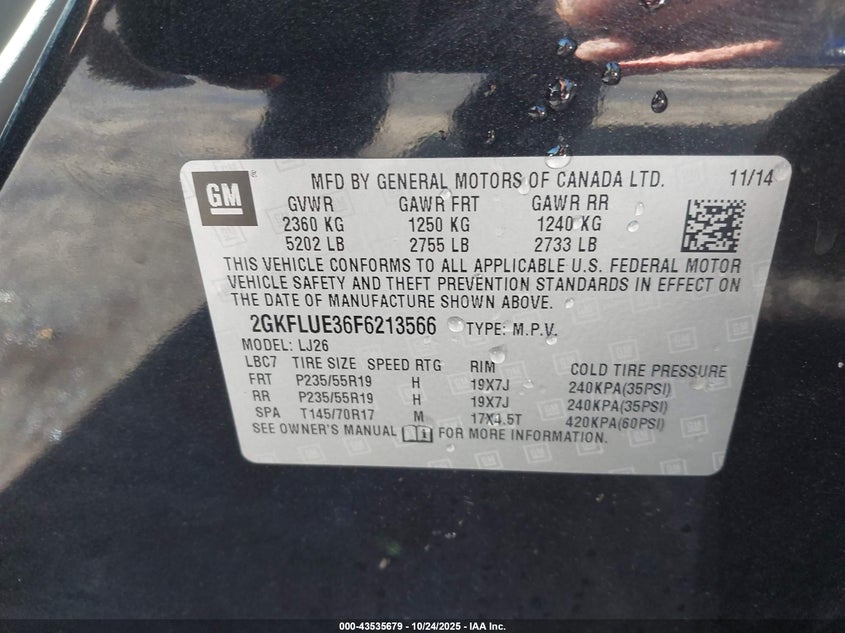 GM MFD BY GENERAL MOTORS OF CANADA LTD. 11/14
GVWR GAWR FRT GAWR RR
2360 KG 1250 KG 1240 KG
5202 LB 2755 LB 2733 LB
THIS VEHICLE CONFORMS TO ALL APPLICABLE U.S. FEDERAL MOTOR
VEHICLE SAFETY AND THEFT PREVENTION STANDARDS IN EFFECT ON
THE DATE OF MANUFACTURE SHOWN ABOVE.
2GKFLUE36F6213566 TYPE: M.P.V.
MODEL: LJ26
LBC7 TIRE SIZE SPEED RTG RIM COLD TIRE PRESSURE
FRT P235/55R19 H 19X7J 240KPA(35PSI)
RR P235/55R19 H 19X7J 240KPA(35PSI)
SPA T145/70R17 M 17X4.5T 420KPA(60PSI)
SEE OWNER'S MANUAL FOR MORE INFORMATION.
000-43535679 - 10/24/2025 - IAA Inc.